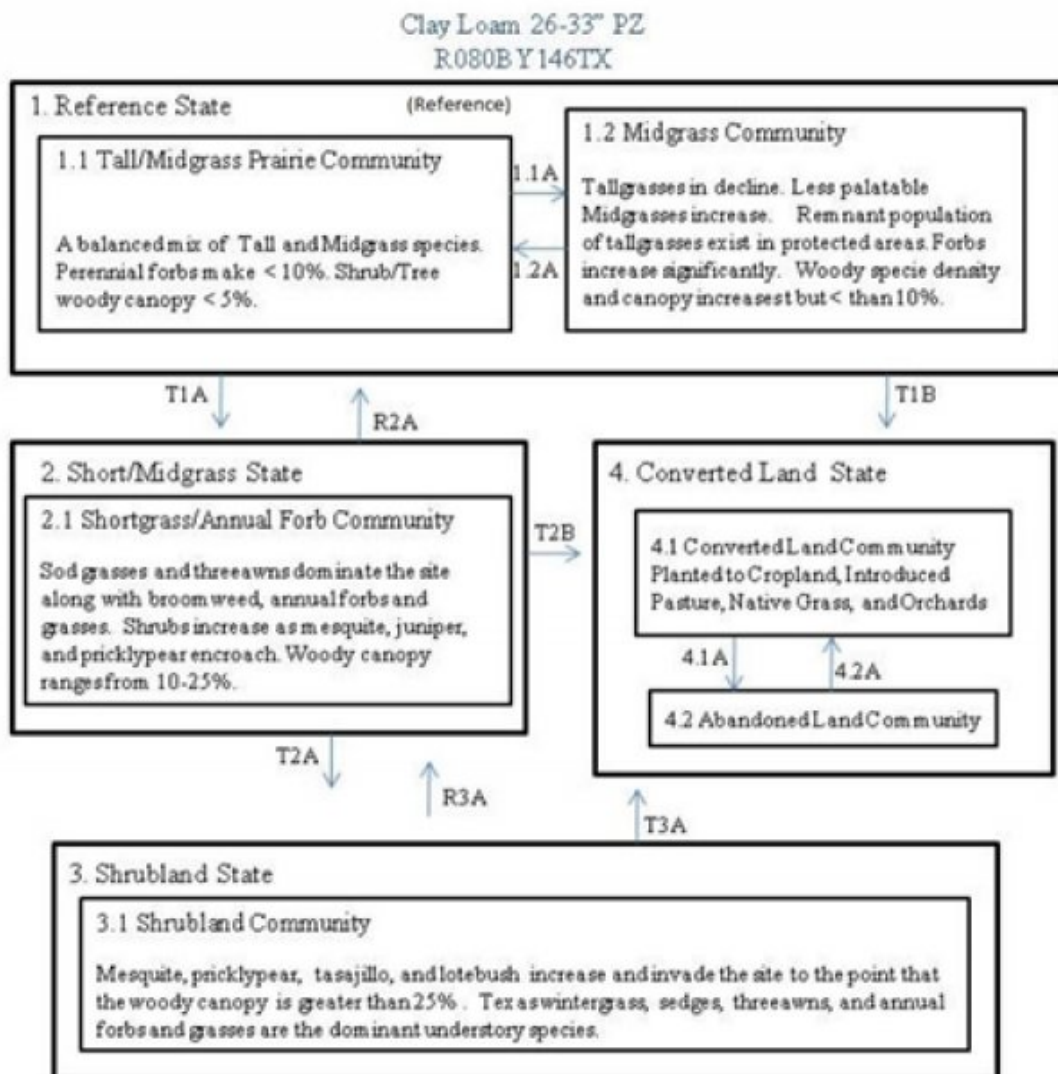 Clay Loam 26-33" PZ
R080BY146TX
1. Reference State
(Reference)
1.1 Tall/Midgrass Prairie Community
A balanced mix of Tall and Midgrass species.
Perennial forbs make < 10%. Shrub/Tree
woody canopy < 5%.
1.1A
1.2A
1.2 Midgrass Community
Tallgrasses in decline. Less palatable
Midgrasses increase. Remnant population
of tallgrasses exist in protected areas. Forbs
increase significantly. Woody specie density
and canopy increasest but < than 10%.
T1A
R2A
T1B
2. Short/Midgrass State
2.1 Shortgrass/Annual Forb Community
Sod grasses and threeawns dominate the site
along with broomweed, annual forbs and
grasses. Shrubs increase as mesquite, juniper,
and pricklypear encroach. Woody canopy
ranges from 10-25%.
T2B
4. Converted Land State
4.1 Converted Land Community
Planted to Cropland, Introduced
Pasture, Native Grass, and Orchards
4.1A
4.2A
4.2 Abandoned Land Community
T2A
R3A
T3A
3. Shrubland State
3.1 Shrubland Community
Mesquite, pricklypear, tasajillo, and lotebush increase and invade the site to the point that
the woody canopy is greater than 25%. Texas wintergrass, sedges, threeawns, and annual
forbs and grasses are the dominant understory species.